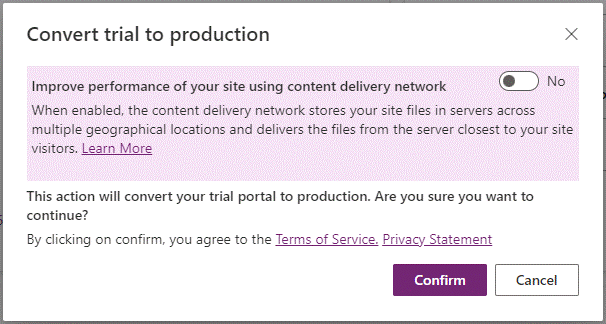 Convert trial to production
Improve performance of your site using content delivery network
No
When enabled, the content delivery network stores your site files in servers across
multiple geographical locations and delivers the files from the server closest to your site
visitors. Learn More
This action will convert your trial portal to production. Are you sure you want to
continue?
By clicking on confirm, you agree to the Terms of Service. Privacy Statement
Confirm
Cancel